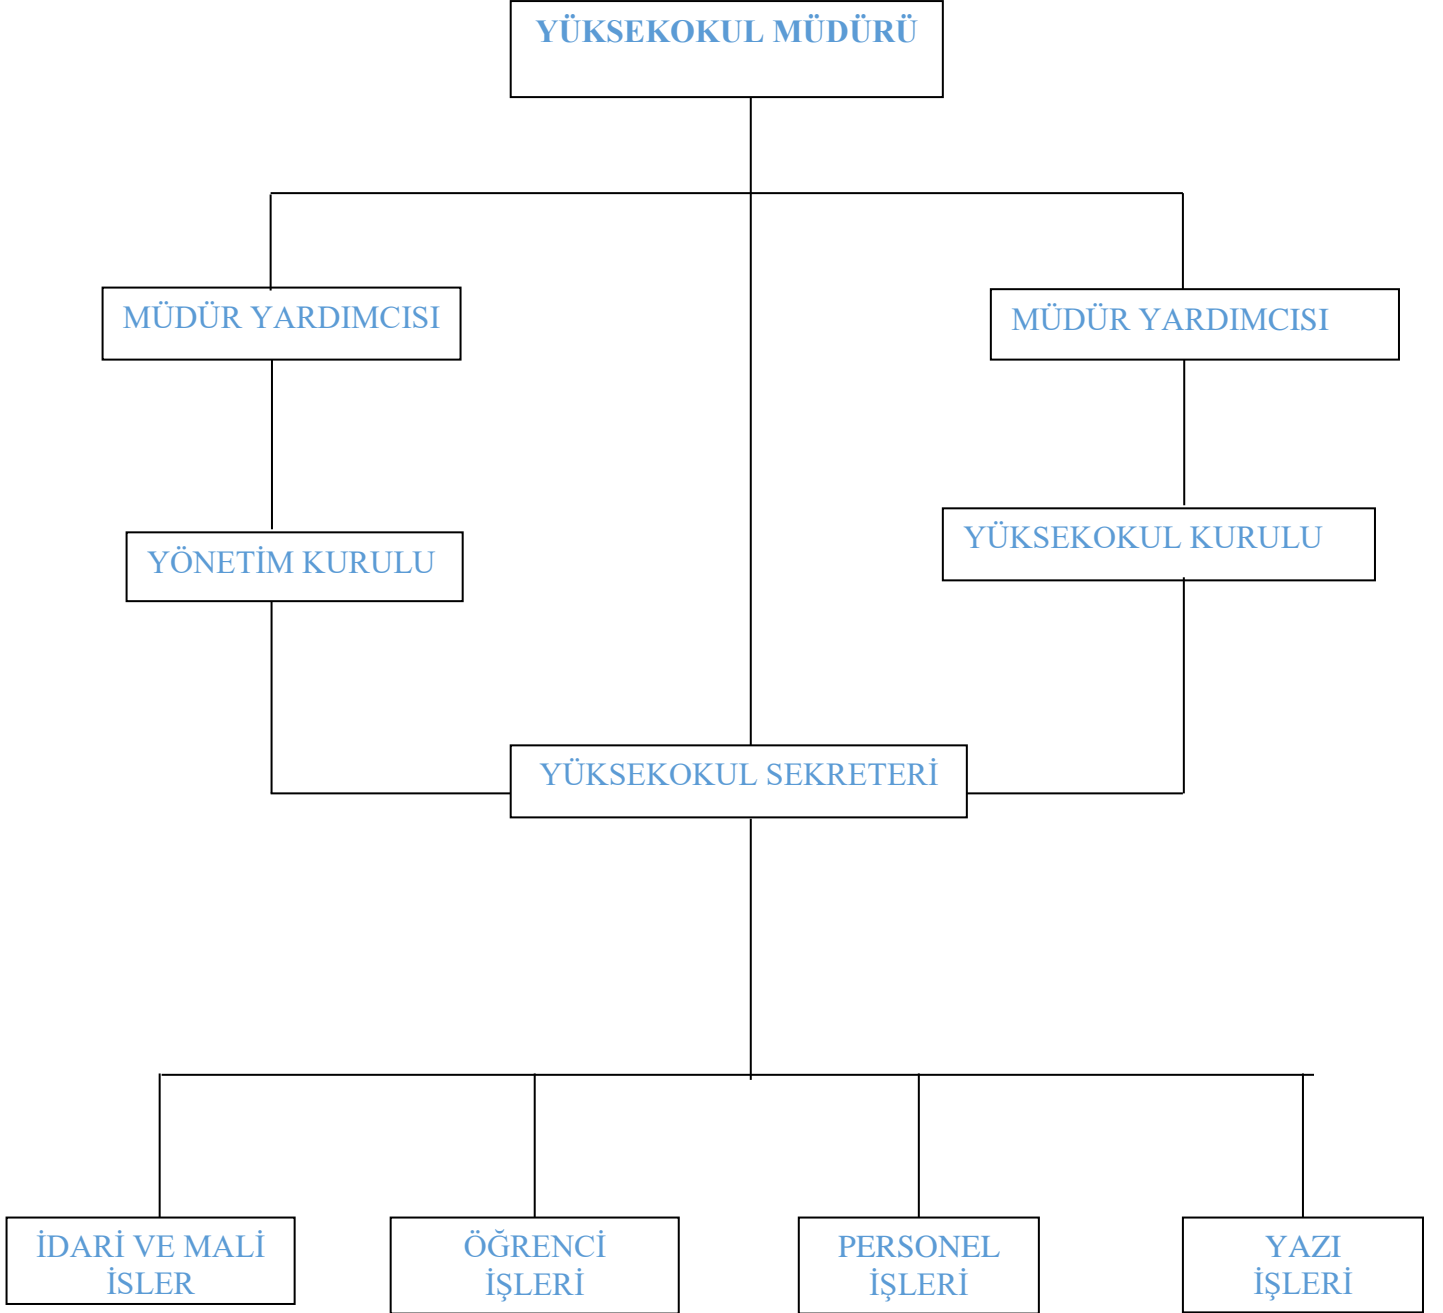 YÜKSEKOKUL MÜDÜRÜ
MÜDÜR YARDIMCISI
MÜDÜR YARDIMCISI
YÖNETİM KURULU
YÜKSEKOKUL KURULU
YÜKSEKOKUL SEKRETERİ
İDARİ VE MALİ
İSLER
ÖĞRENCİ
İŞLERİ
PERSONEL
İŞLERİ
YAZI
İŞLERİ